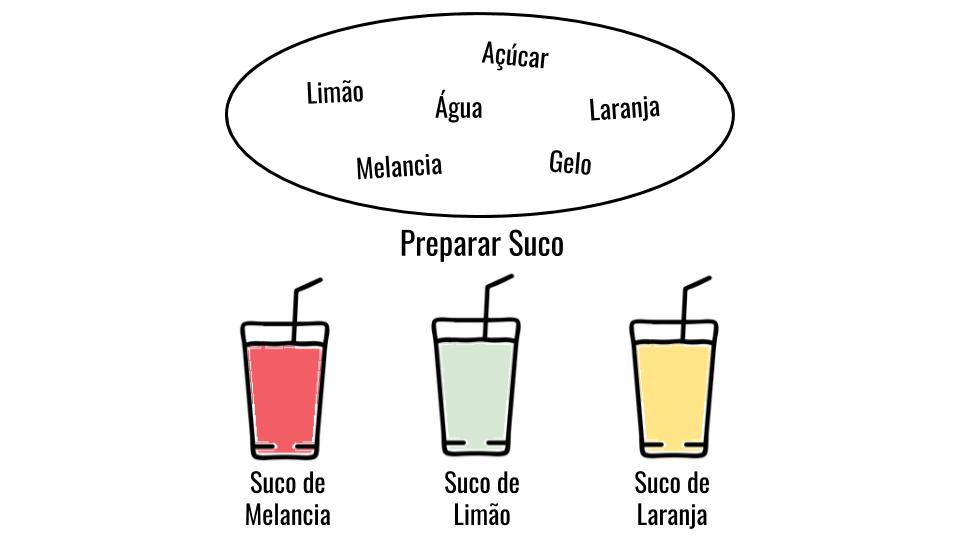 Açúcar
Limão
Água
Laranja
Melancia
Gelo
Preparar Suco
Suco de
Melancia
Suco de
Limão
Suco de
Laranja